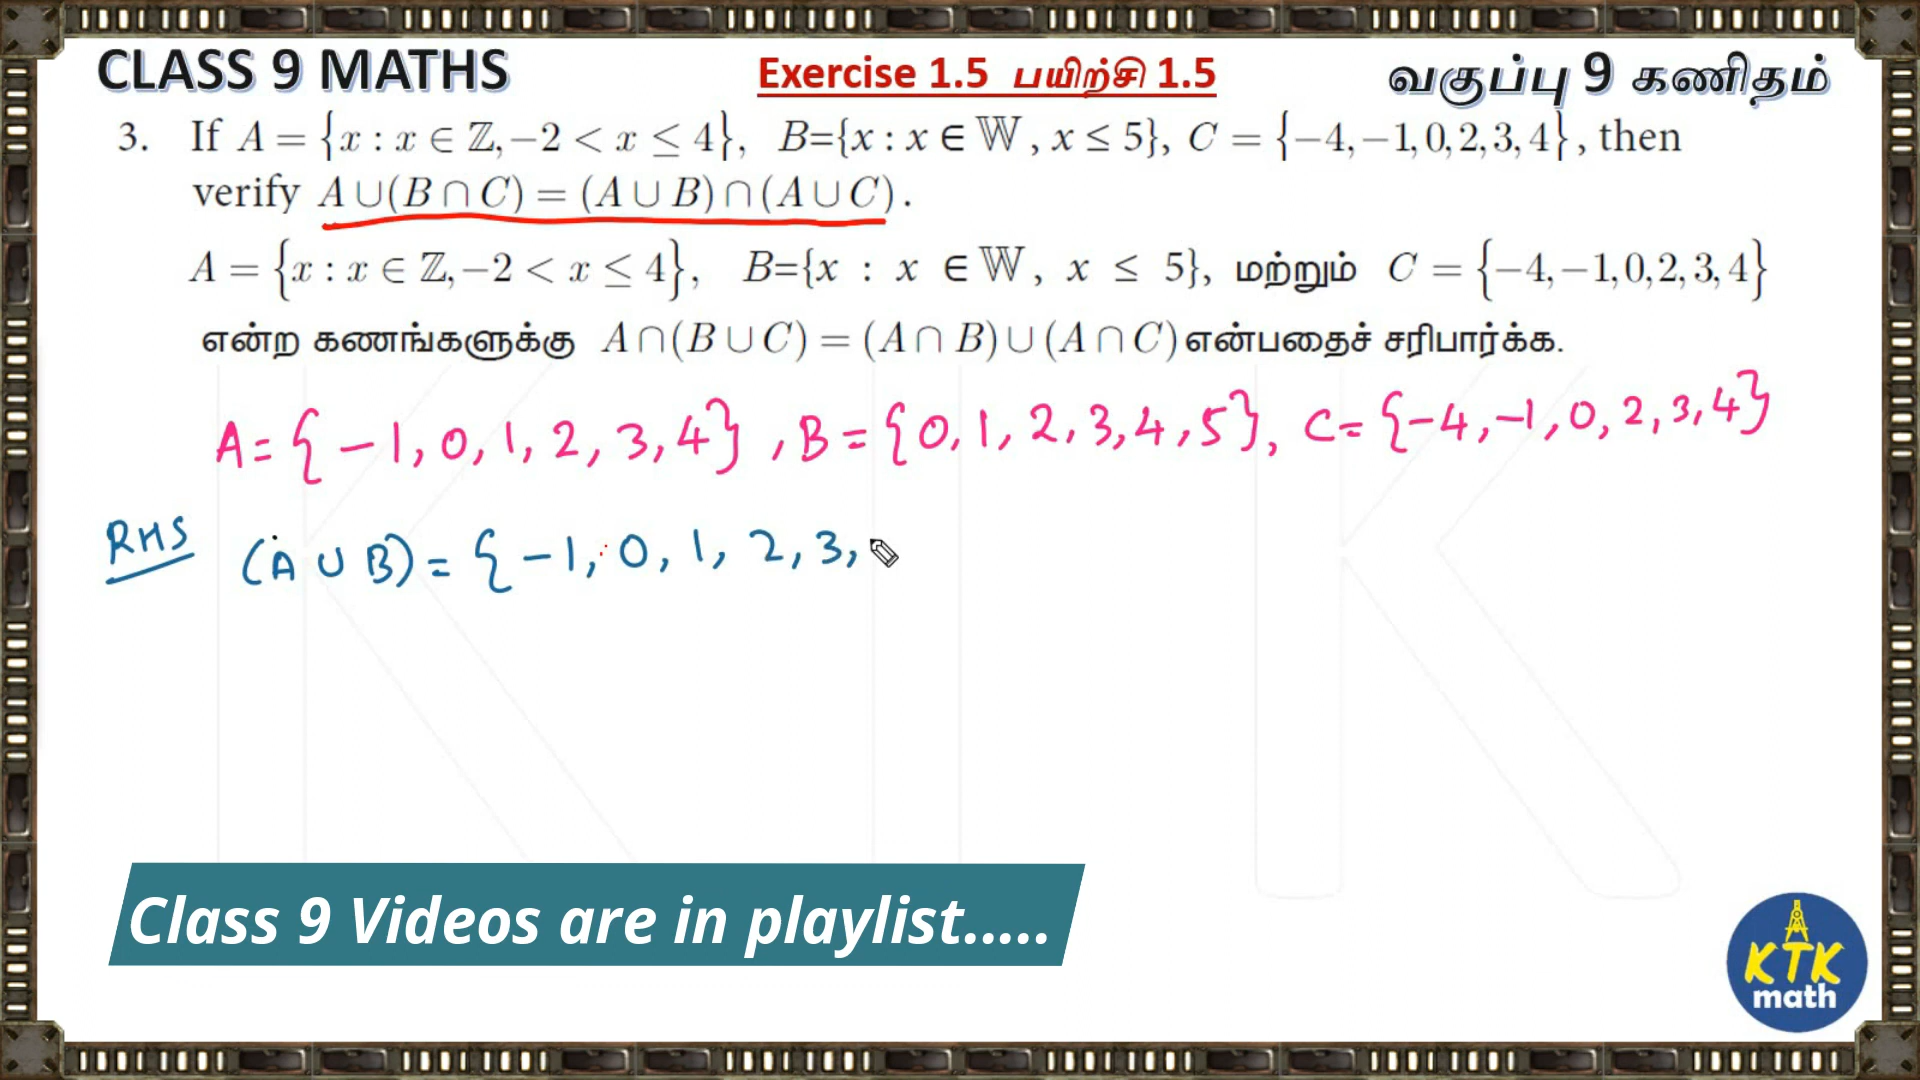 CLASS 9 MATHS Exercise 1.5 பயிற்சி 1.5 வகுப்பு 9 கணிதம்
3. If A = {x : x ∈ ℤ, −2 < x ≤ 4}, B={x : x ∈ 𝕎, x ≤ 5}, C = {−4, −1, 0, 2, 3, 4}, then
verify A ∪ (B ∩ C) = (A ∪ B) ∩ (A ∪ C).
A = {x : x ∈ ℤ, −2 < x ≤ 4}, B={x : x ∈ 𝕎, x ≤ 5}, மற்றும் C = {−4, −1, 0, 2, 3, 4}
என்ற கணங்களுக்கு A ∩ (B ∪ C) = (A ∩ B) ∪ (A ∩ C) என்பதைச் சரிபார்க்க.
A = {−1, 0, 1, 2, 3, 4}, B = {0, 1, 2, 3, 4, 5}, C = {−4, −1, 0, 2, 3, 4}
RHS (A ∪ B) = {−1, 0, 1, 2, 3,
Class 9 Videos are in playlist.....
KTK
math